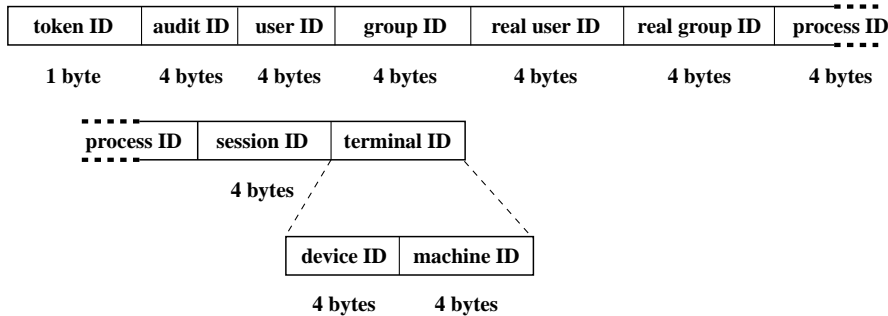 token ID audit ID user ID group ID real user ID real group ID process ID
1 byte 4 bytes 4 bytes 4 bytes 4 bytes 4 bytes 4 bytes
process ID session ID terminal ID
4 bytes
device ID machine ID
4 bytes 4 bytes